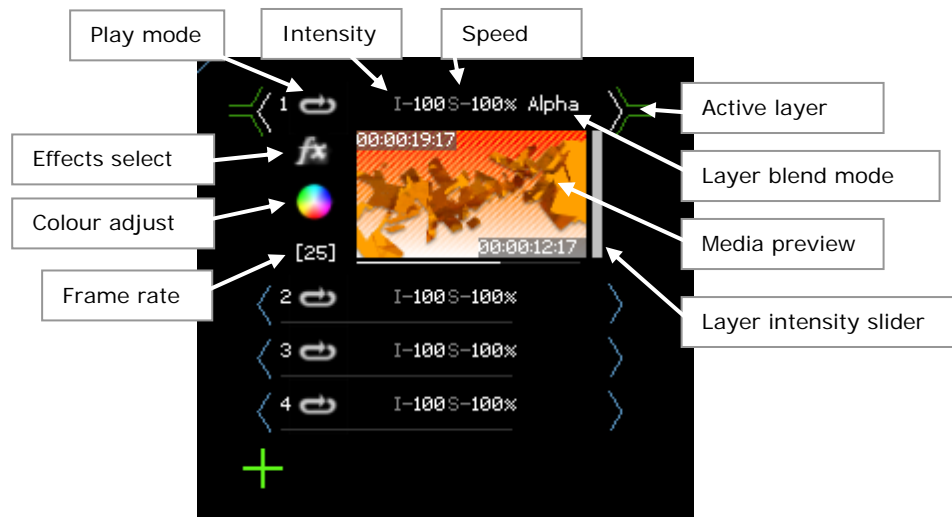 Play mode
Intensity
Speed
1 I-100 S-100% Alpha
Active layer
Effects select
fx
00:00:19:17
Layer blend mode
Colour adjust
Media preview
00:00:12:17
[25]
Frame rate
2 I-100 S-100%
Layer intensity slider
3 I-100 S-100%
4 I-100 S-100%